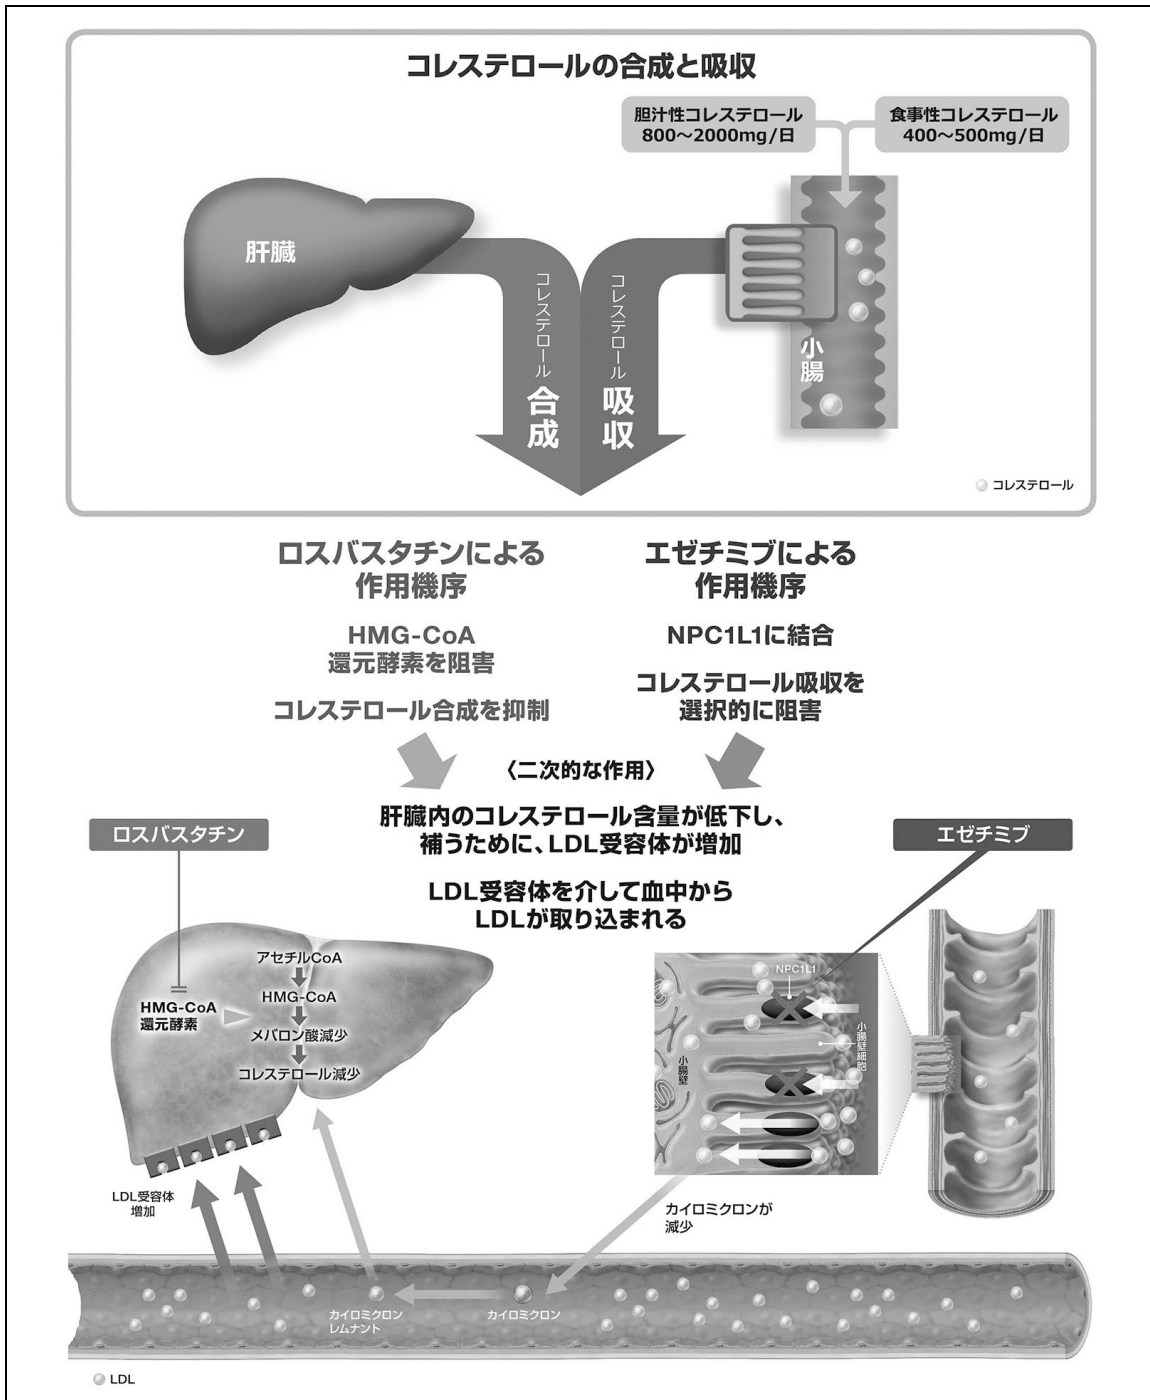 コレステロールの合成と吸収
胆汁性コレステロール
800〜2000mg/日
食事性コレステロール
400〜500mg/日
肝臓
コレステロール
合成
コレステロール
吸収
小腸
コレステロール
ロスバスタチンによる
作用機序
HMG-CoA
還元酵素を阻害
コレステロール合成を抑制
エゼチミブによる
作用機序
NPC1L1に結合
コレステロール吸収を
選択的に阻害
〈二次的な作用〉
肝臓内のコレステロール含量が低下し、
補うために、LDL受容体が増加
LDL受容体を介して血中から
LDLが取り込まれる
ロスバスタチン
エゼチミブ
アセチルCoA
HMG-CoA
メバロン酸減少
コレステロール減少
HMG-CoA
還元酵素
LDL受容体
増加
NPC1L1
小腸壁細胞
小腸壁
カイロミクロンが
減少
カイロミクロン
レムナント
カイロミクロン
LDL